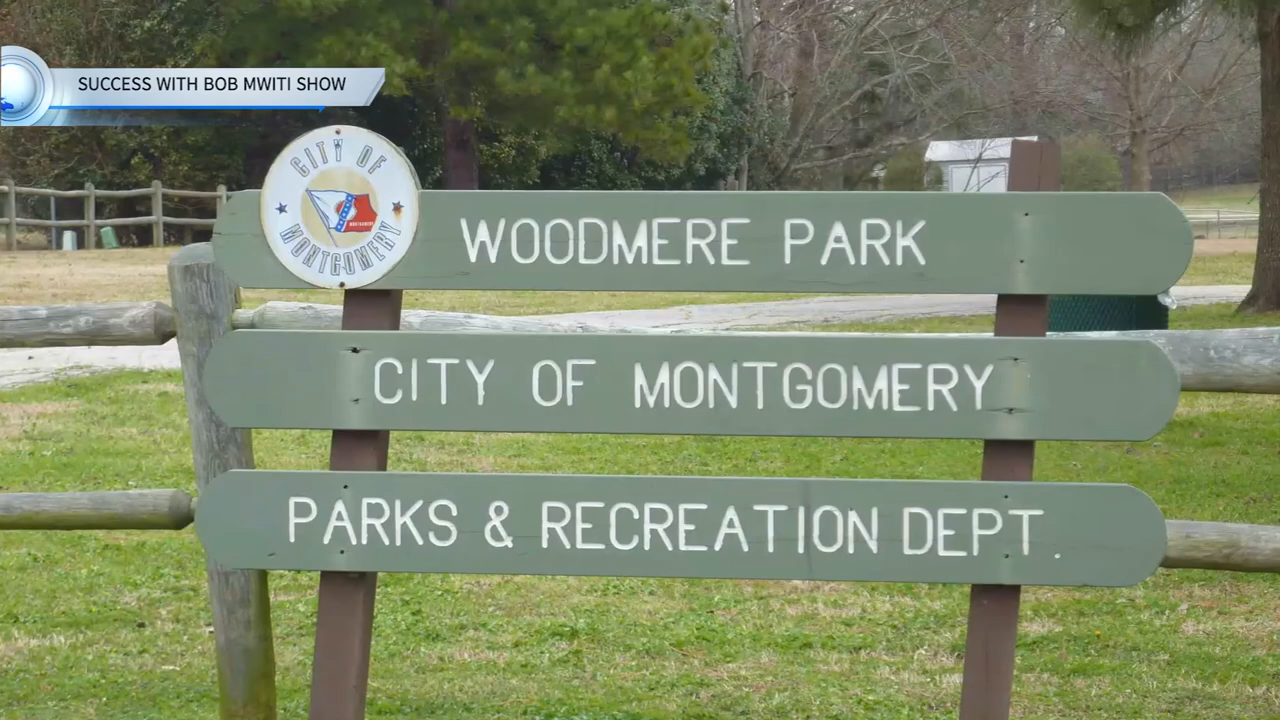 SUCCESS WITH BOB MWITI SHOW
CITY OF
MONTGOMERY
WOODMERE PARK
CITY OF MONTGOMERY
PARKS & RECREATION DEPT.